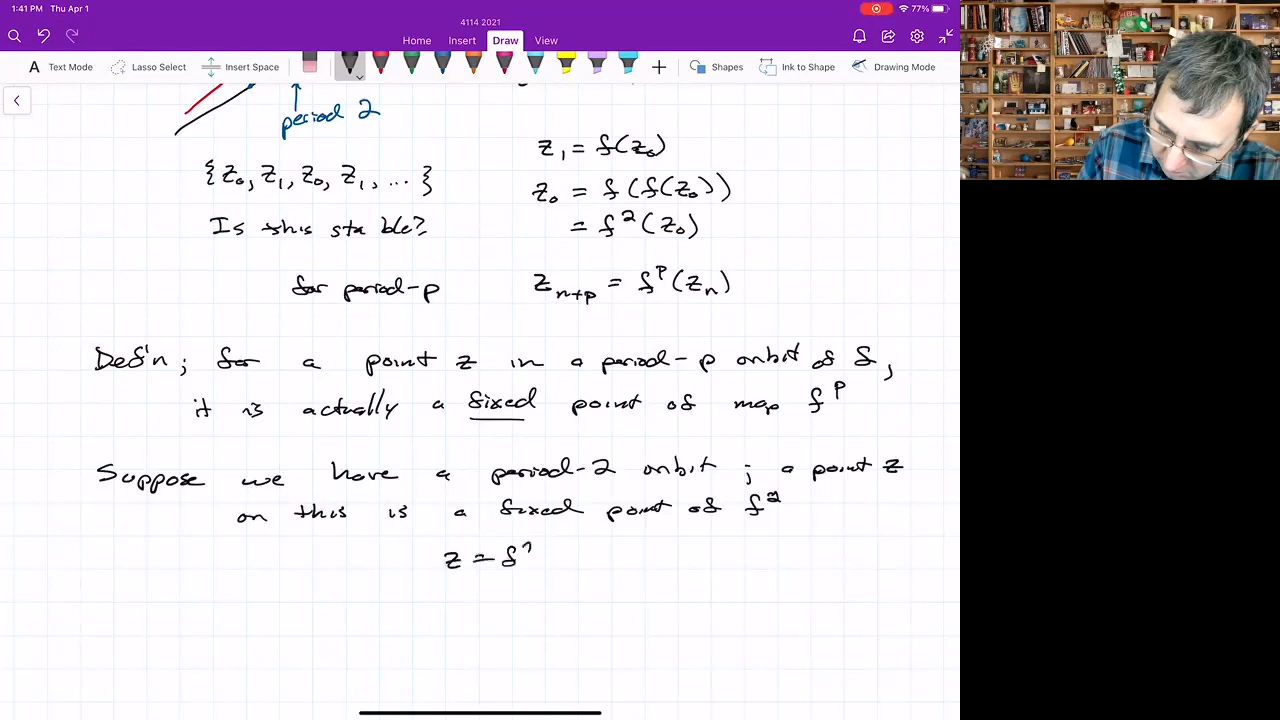 1:41 PM Thu Apr 1
77%
4114 2021
Home Insert Draw View
A Text Mode Lasso Select Insert Space Shapes Ink to Shape Drawing Mode
period 2
z₁ = f(z₀)
{z₀, z₁, z₀, z₁, ... }
z₀ = f(f(z₀))
Is this stable?
= f²(z₀)
for period-p
zₙ₊ₚ = fᵖ(zₙ)
Def'n; for a point z in a period-p orbit of f,
it is actually a fixed point of map fᵖ
Suppose we have a period-2 orbit ; a point z
on this is a fixed point of f²
z = f